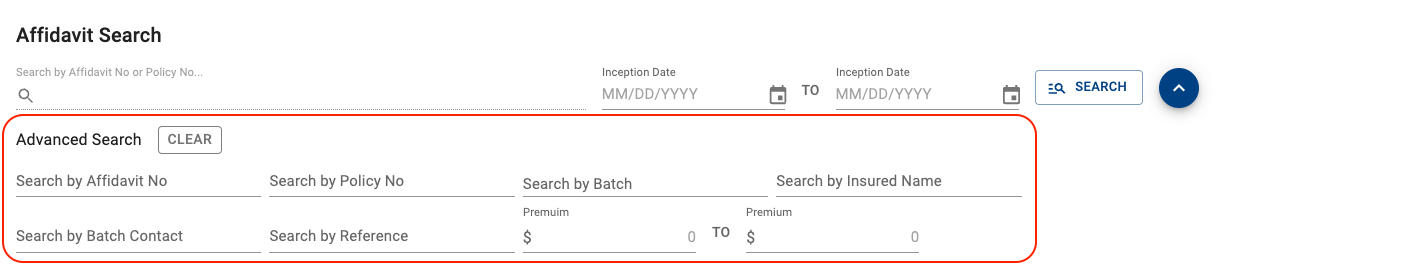 Affidavit Search
Search by Affidavit No or Policy No...
Inception Date
MM/DD/YYYY
TO
Inception Date
MM/DD/YYYY
SEARCH
Advanced Search
CLEAR
Search by Affidavit No
Search by Policy No
Search by Batch
Search by Insured Name
Search by Batch Contact
Search by Reference
Premuim
$ 0
TO
Premium
$ 0